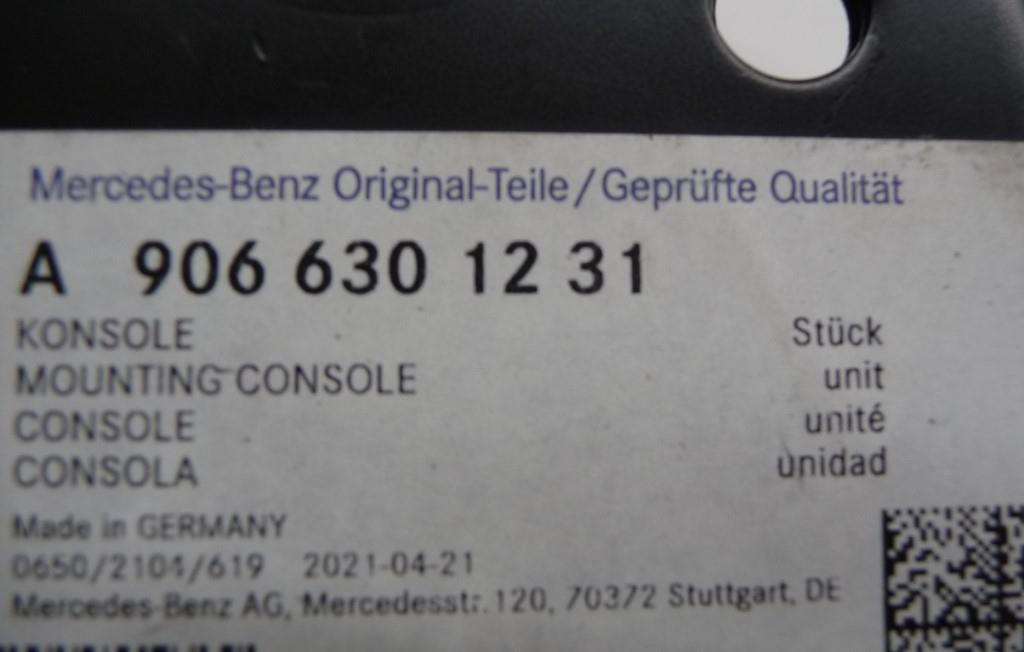 Mercedes-Benz Original-Teile/Geprüfte Qualität
A 906 630 12 31
KONSOLE Stück
MOUNTING CONSOLE unit
CONSOLE unité
CONSOLA unidad
Made in GERMANY
0650/2104/619 2021-04-21
Mercedes-Benz AG, Mercedesstr. 120, 70372 Stuttgart, DE